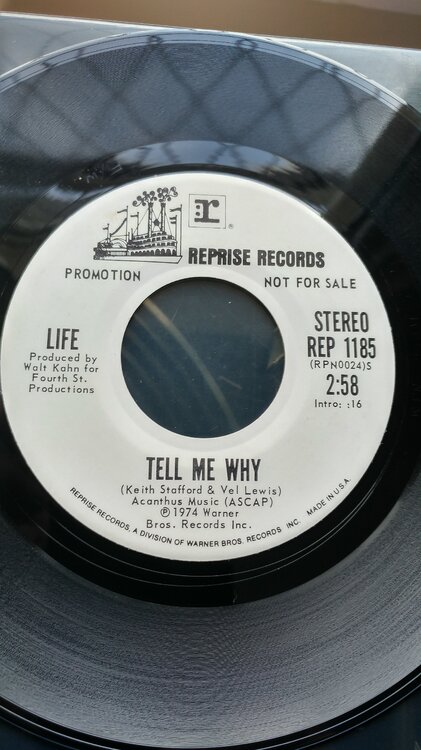 r
REPRISE RECORDS
PROMOTION
NOT FOR SALE
LIFE
Produced by
Walt Kahn for
Fourth St.
Productions
STEREO
REP 1185
(RPN0024)S
2:58
Intro: :16
TELL ME WHY
(Keith Stafford & Vel Lewis)
Acanthus Music (ASCAP)
℗ 1974 Warner
Bros. Records Inc.
REPRISE RECORDS, A DIVISION OF WARNER BROS. RECORDS INC. MADE IN U.S.A.